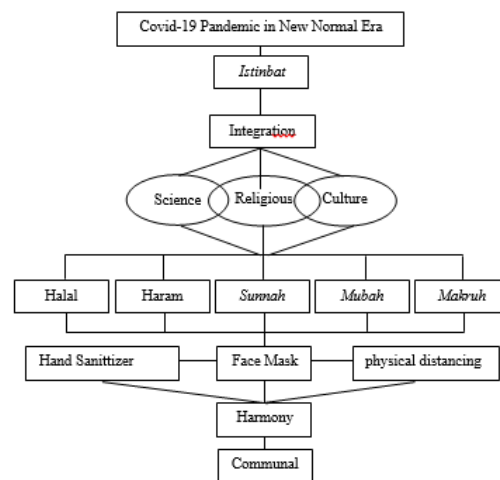 Covid-19 Pandemic in New Normal Era
Istinbat
Integration
Science Religious Culture
Halal Haram Sunnah Mubah Makruh
Hand Sanittizer Face Mask physical distancing
Harmony
Communal